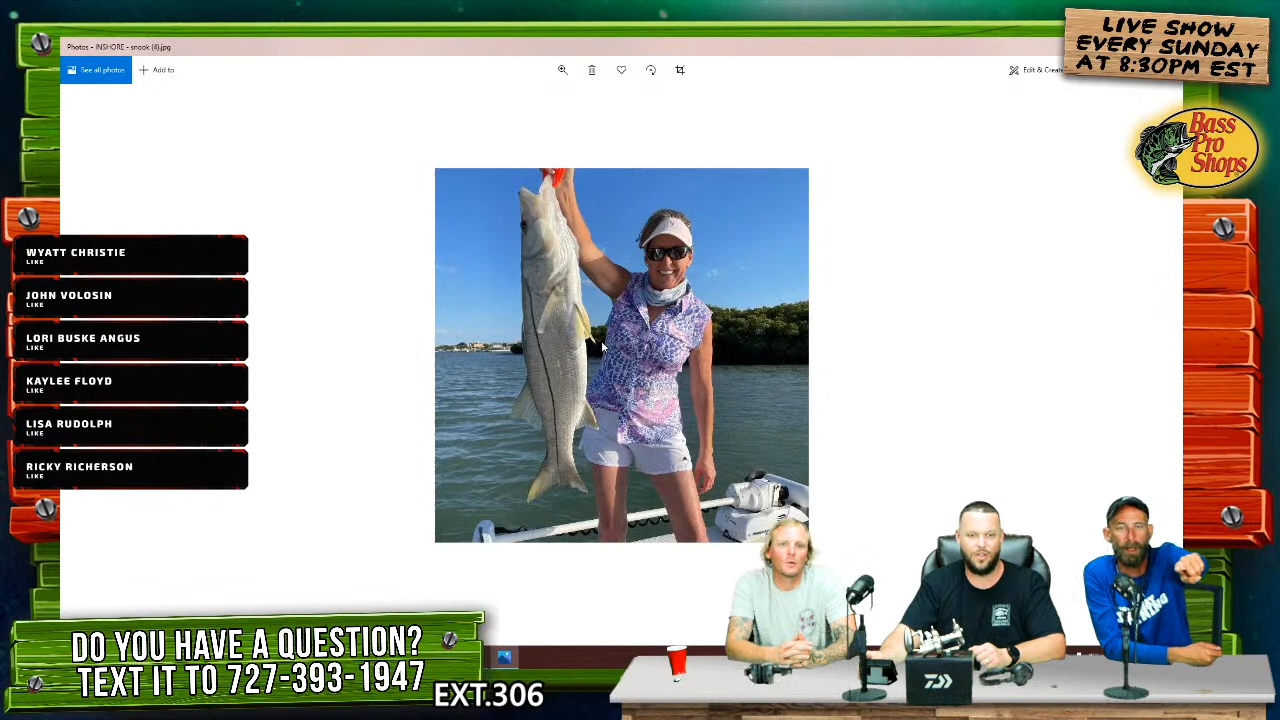 Photos - INSHORE - snook (4).jpg
See all photos
Add to
Edit & Creat
LIVE SHOW
EVERY SUNDAY
AT 8:30PM EST
Bass
Pro
Shops
WYATT CHRISTIE
LIKE
JOHN VOLOSIN
LIKE
LORI BUSKE ANGUS
LIKE
KAYLEE FLOYD
LIKE
LISA RUDOLPH
LIKE
RICKY RICHERSON
LIKE
DO YOU HAVE A QUESTION?
TEXT IT TO 727-393-1947
EXT.306